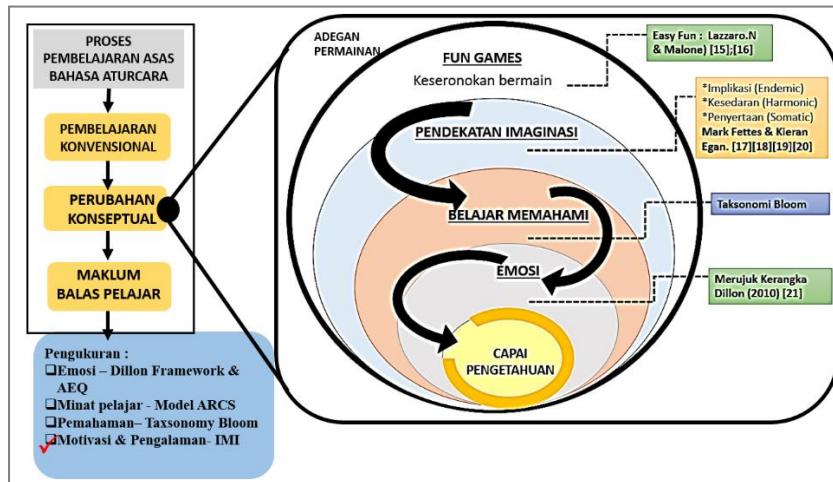 PROSES
PEMBELAJARAN ASAS
BAHASA ATURCARA
PEMBELAJARAN
KONVENSIONAL
PERUBAHAN
KONSEPTUAL
MAKLUM
BALAS PELAJAR
Pengukuran :
❑Emosi – Dillon Framework &
AEQ
❑Minat pelajar - Model ARCS
❑Pemahaman– Taxsonomy Bloom
❑Motivasi & Pengalaman- IMI
ADEGAN
PERMAINAN
FUN GAMES
Keseronokan bermain
PENDEKATAN IMAGINASI
BELAJAR MEMAHAMI
EMOSI
CAPAI
PENGETAHUAN
Easy Fun : Lazzaro.N
& Malone) [15];[16]
*Implikasi (Endemic)
*Kesedaran (Harmonic)
*Penyertaan (Somatic)
Mark Fettes & Kieran
Egan. [17][18][19][20]
Taksonomi Bloom
Merujuk Kerangka
Dillon (2010) [21]